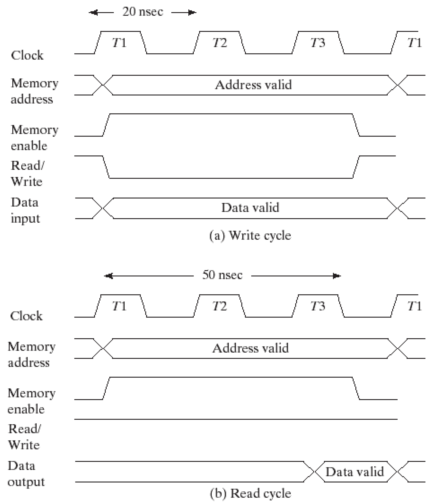 20 nsec
Clock T1 T2 T3 T1
Memory address Address valid
Memory enable
Read/ Write
Data input Data valid
(a) Write cycle
50 nsec
Clock T1 T2 T3 T1
Memory address Address valid
Memory enable
Read/ Write
Data output Data valid
(b) Read cycle